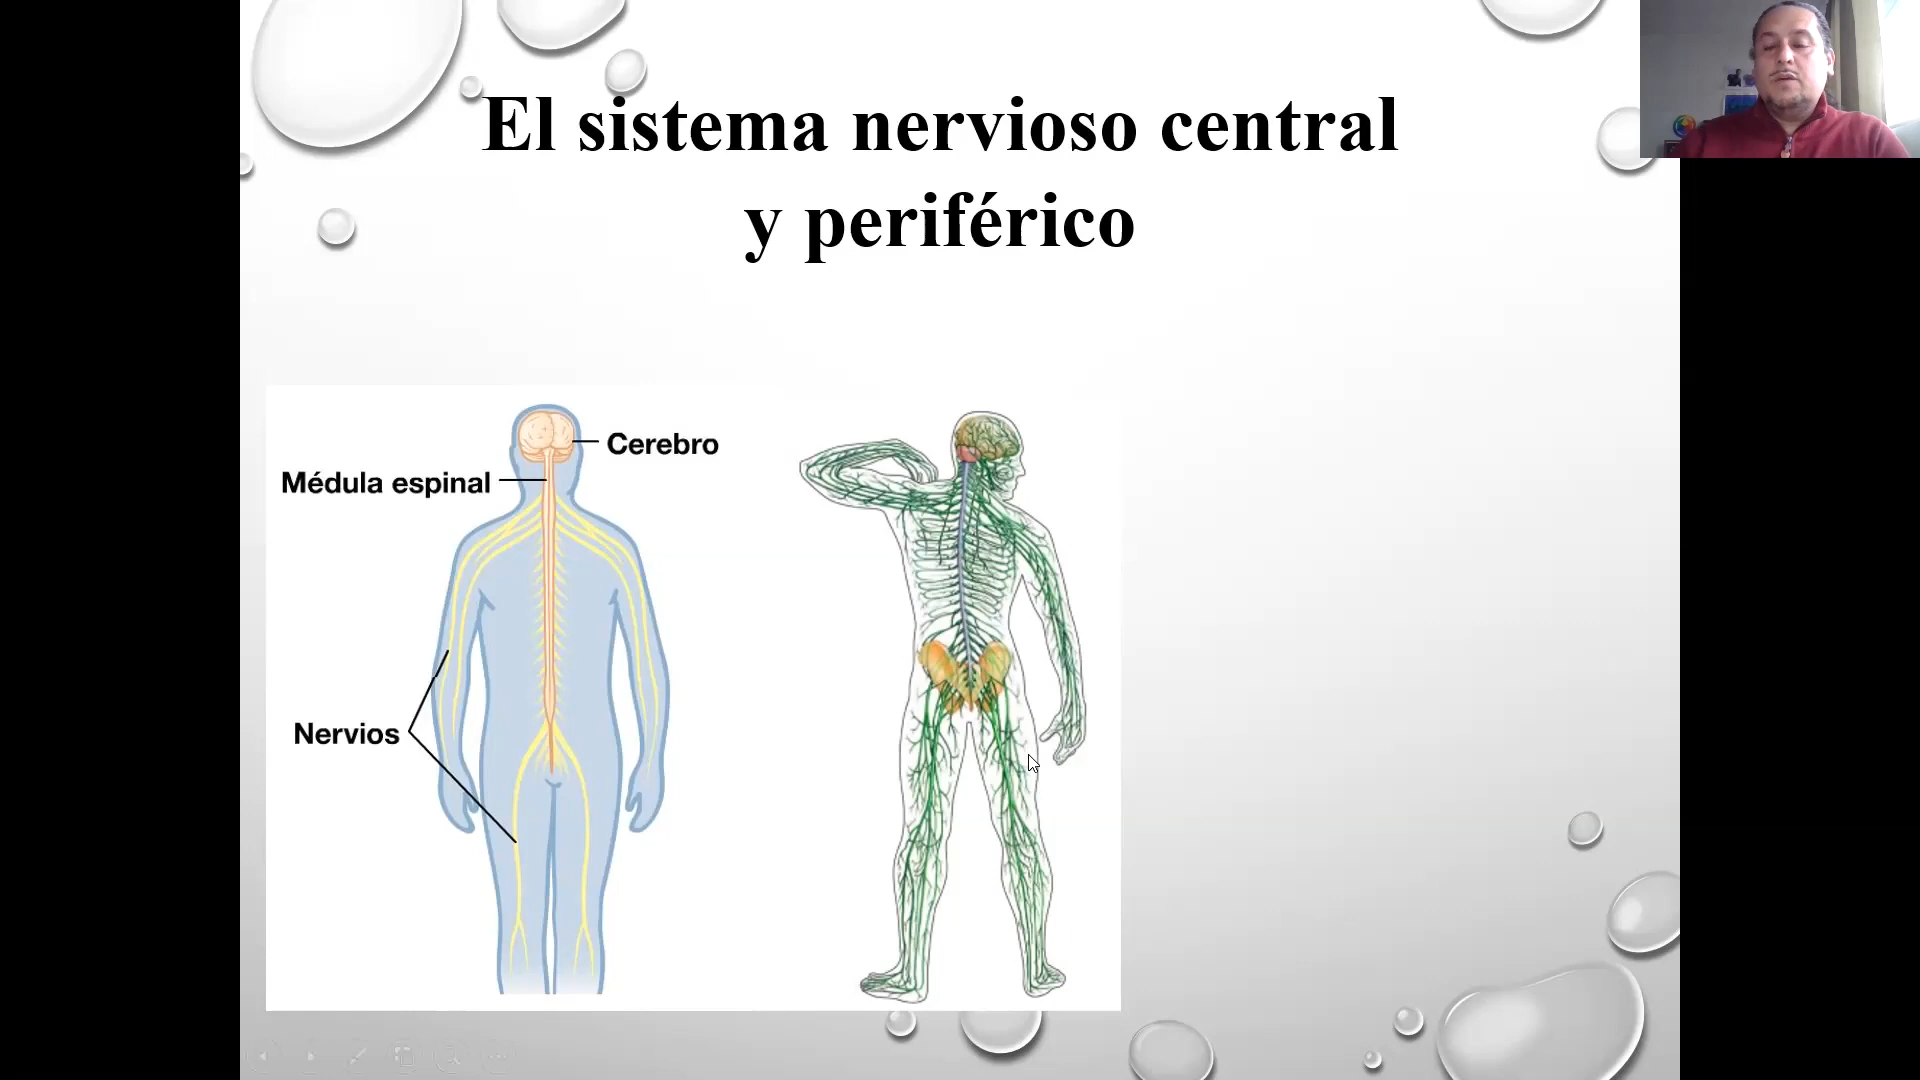 El sistema nervioso central
y periférico
Cerebro
Médula espinal
Nervios